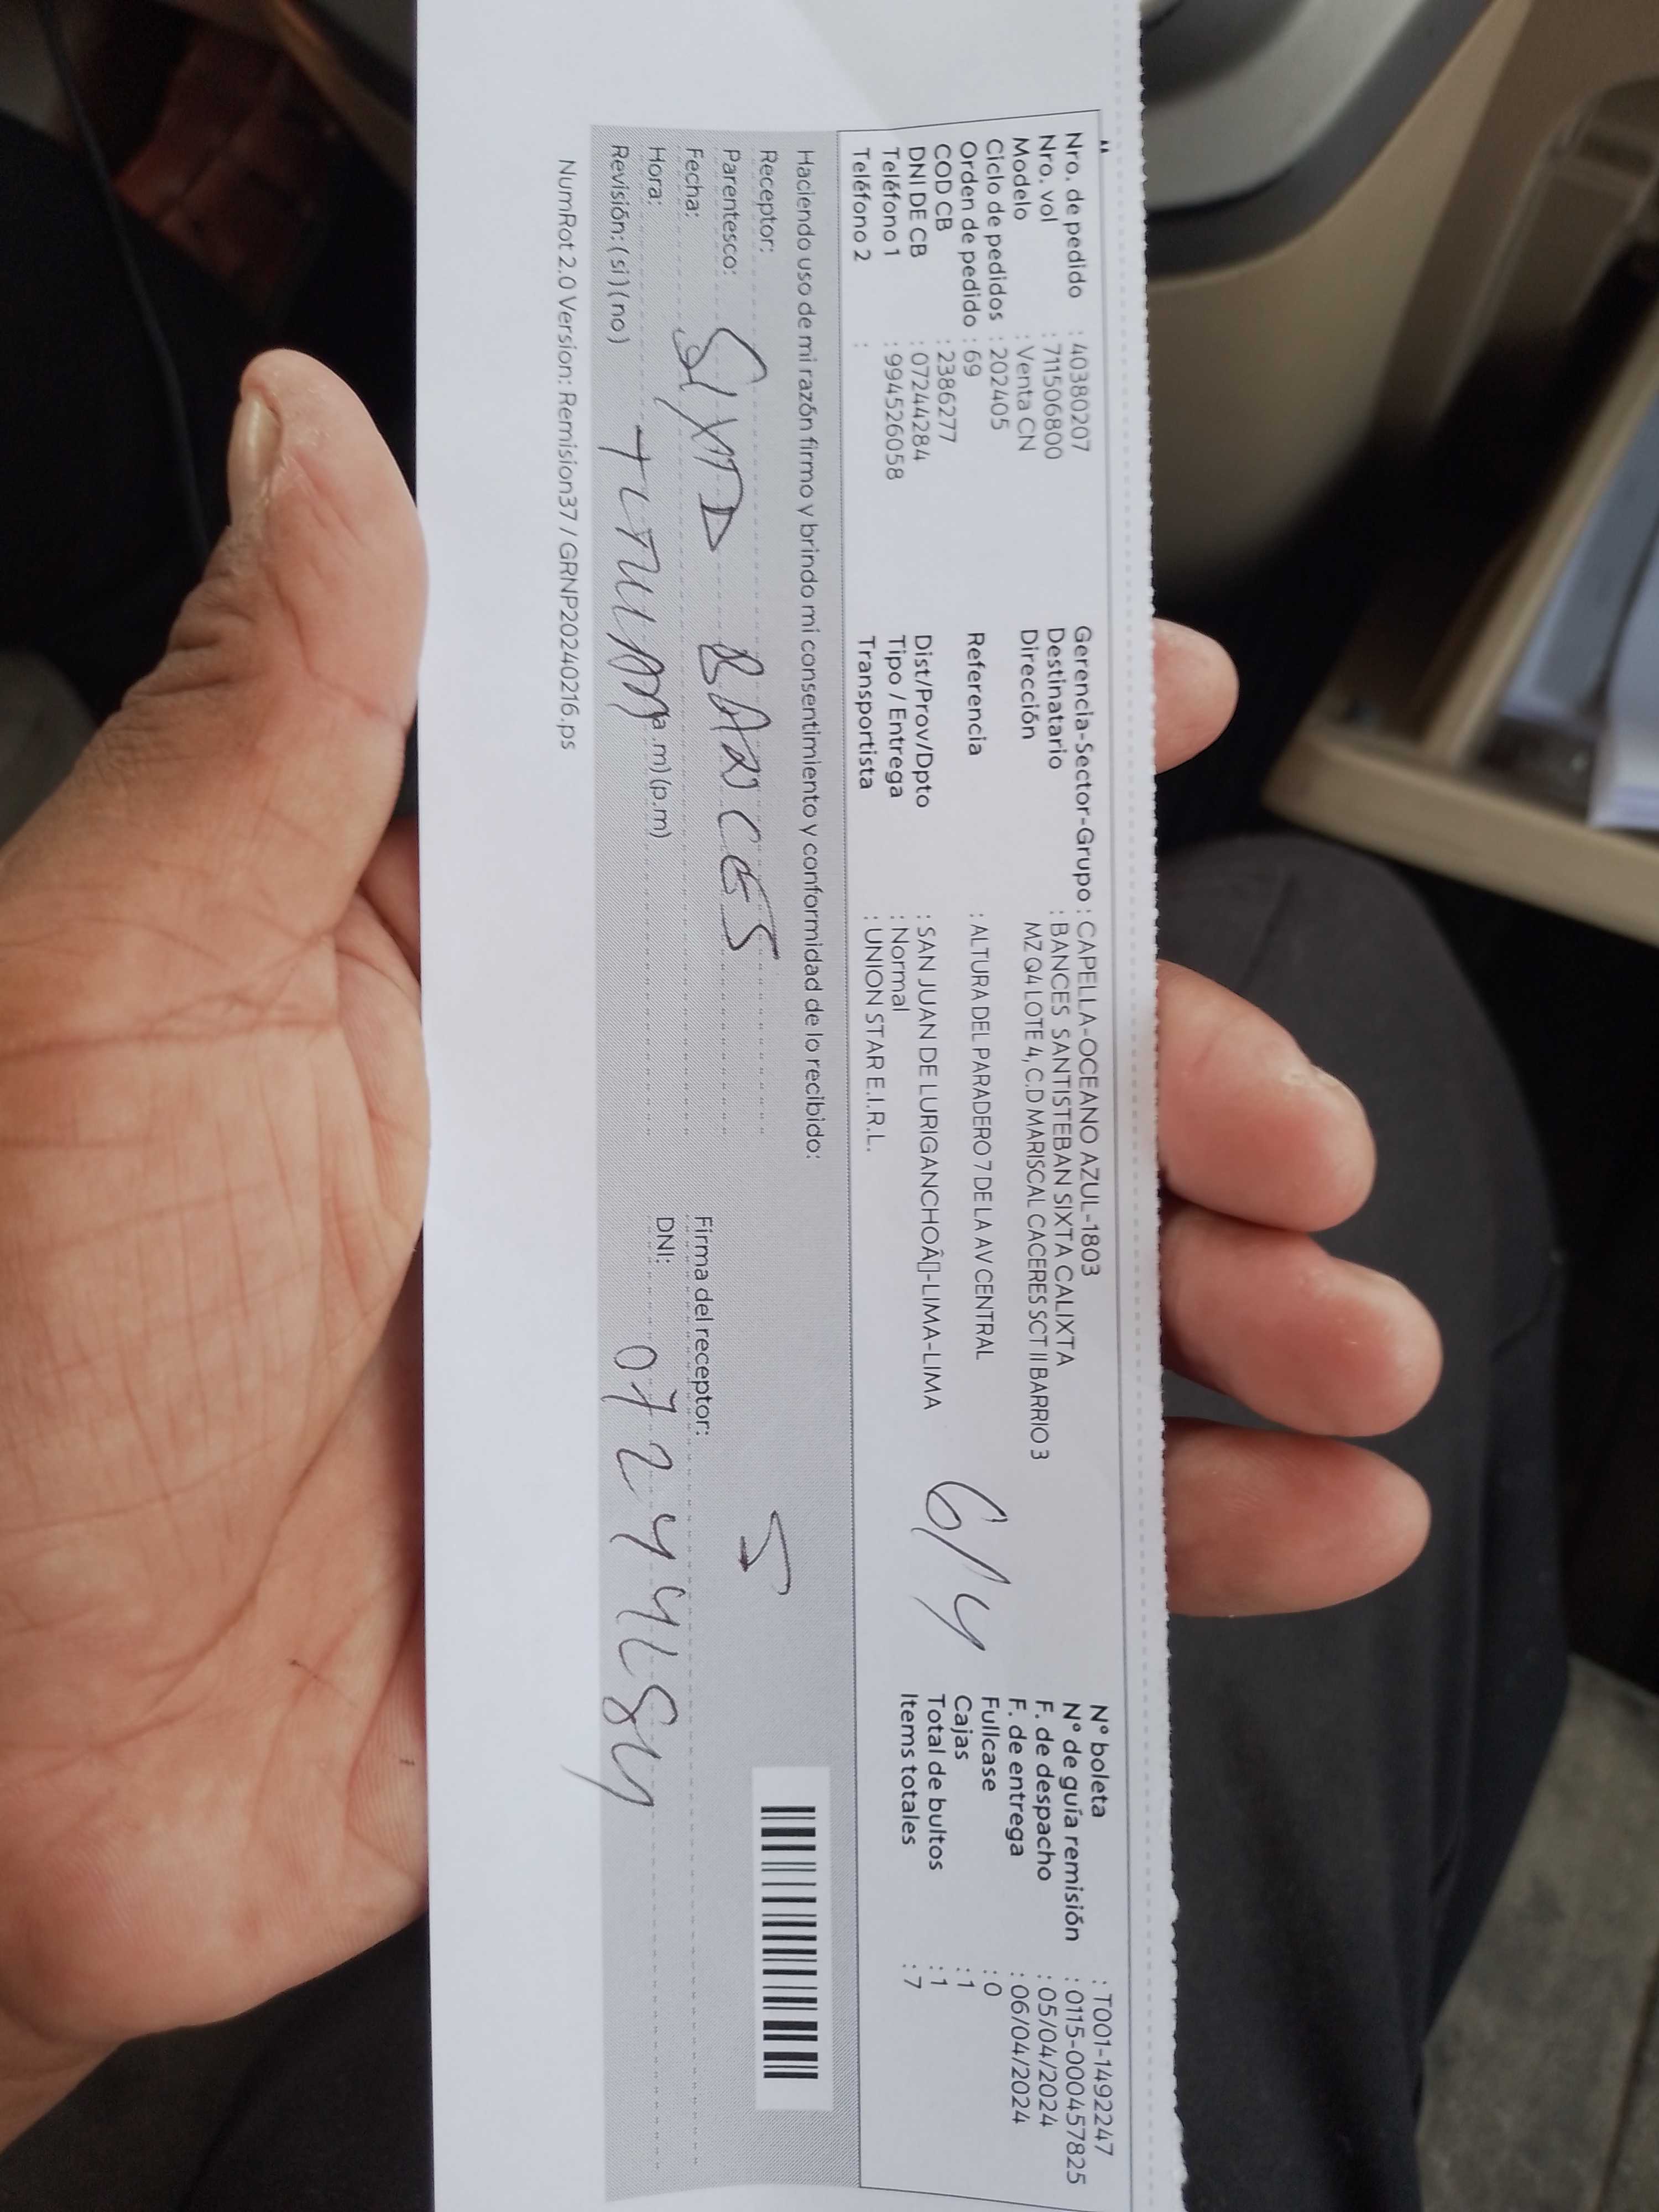 Nro. de pedido : 40380207
Nro. vol : 711506800
Modelo : Venta CN
Ciclo de pedidos : 202405
Orden de pedido : 69
COD CB : 2386277
DNI DE CB : 07244284
Teléfono 1 : 994526058
Teléfono 2 :
Gerencia-Sector-Grupo : CAPELLA-OCEANO AZUL-1803
Destinatario : BANCES SANTISTEBAN SIXTA CALIXTA
Dirección MZ Q4 LOTE 4, C.D MARISCAL CACERES SCT II BARRIO 3
Referencia : ALTURA DEL PARADERO 7 DE LA AV CENTRAL
Dist/Prov/Dpto : SAN JUAN DE LURIGANCHOÂ▯-LIMA-LIMA
Tipo / Entrega : Normal
Transportista : UNION STAR E.I.R.L.
6/4
N° boleta : T001-1492247
N° de guía remisión : 0115-000457825
F. de despacho : 05/04/2024
F. de entrega : 06/04/2024
Fullcase : 0
Cajas : 1
Total de bultos : 1
Items totales : 7
Haciendo uso de mi razón firmo y brindo mi consentimiento y conformidad de lo recibido:
Receptor:
Parentesco:
Fecha:
Hora: a.m) (p.m)
Revisión: (si) (no)
Firma del receptor:
DNI: 07244284
NumRot 2.0 Version: Remision37 / GRNP20240216.ps